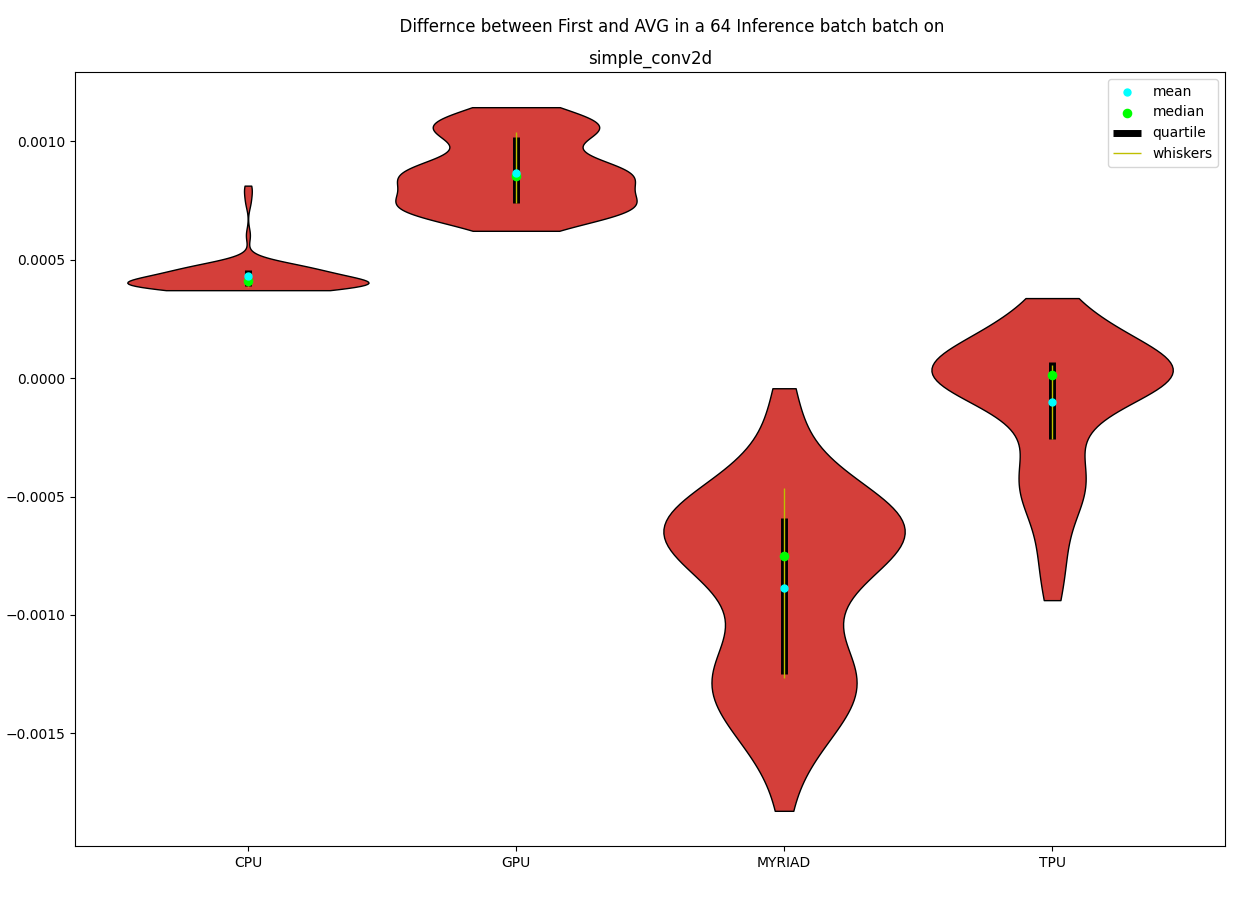 Differnce between First and AVG in a 64 Inference batch batch on
simple_conv2d
mean
median
quartile
whiskers
0.0010
0.0005
0.0000
−0.0005
−0.0010
−0.0015
CPU GPU MYRIAD TPU